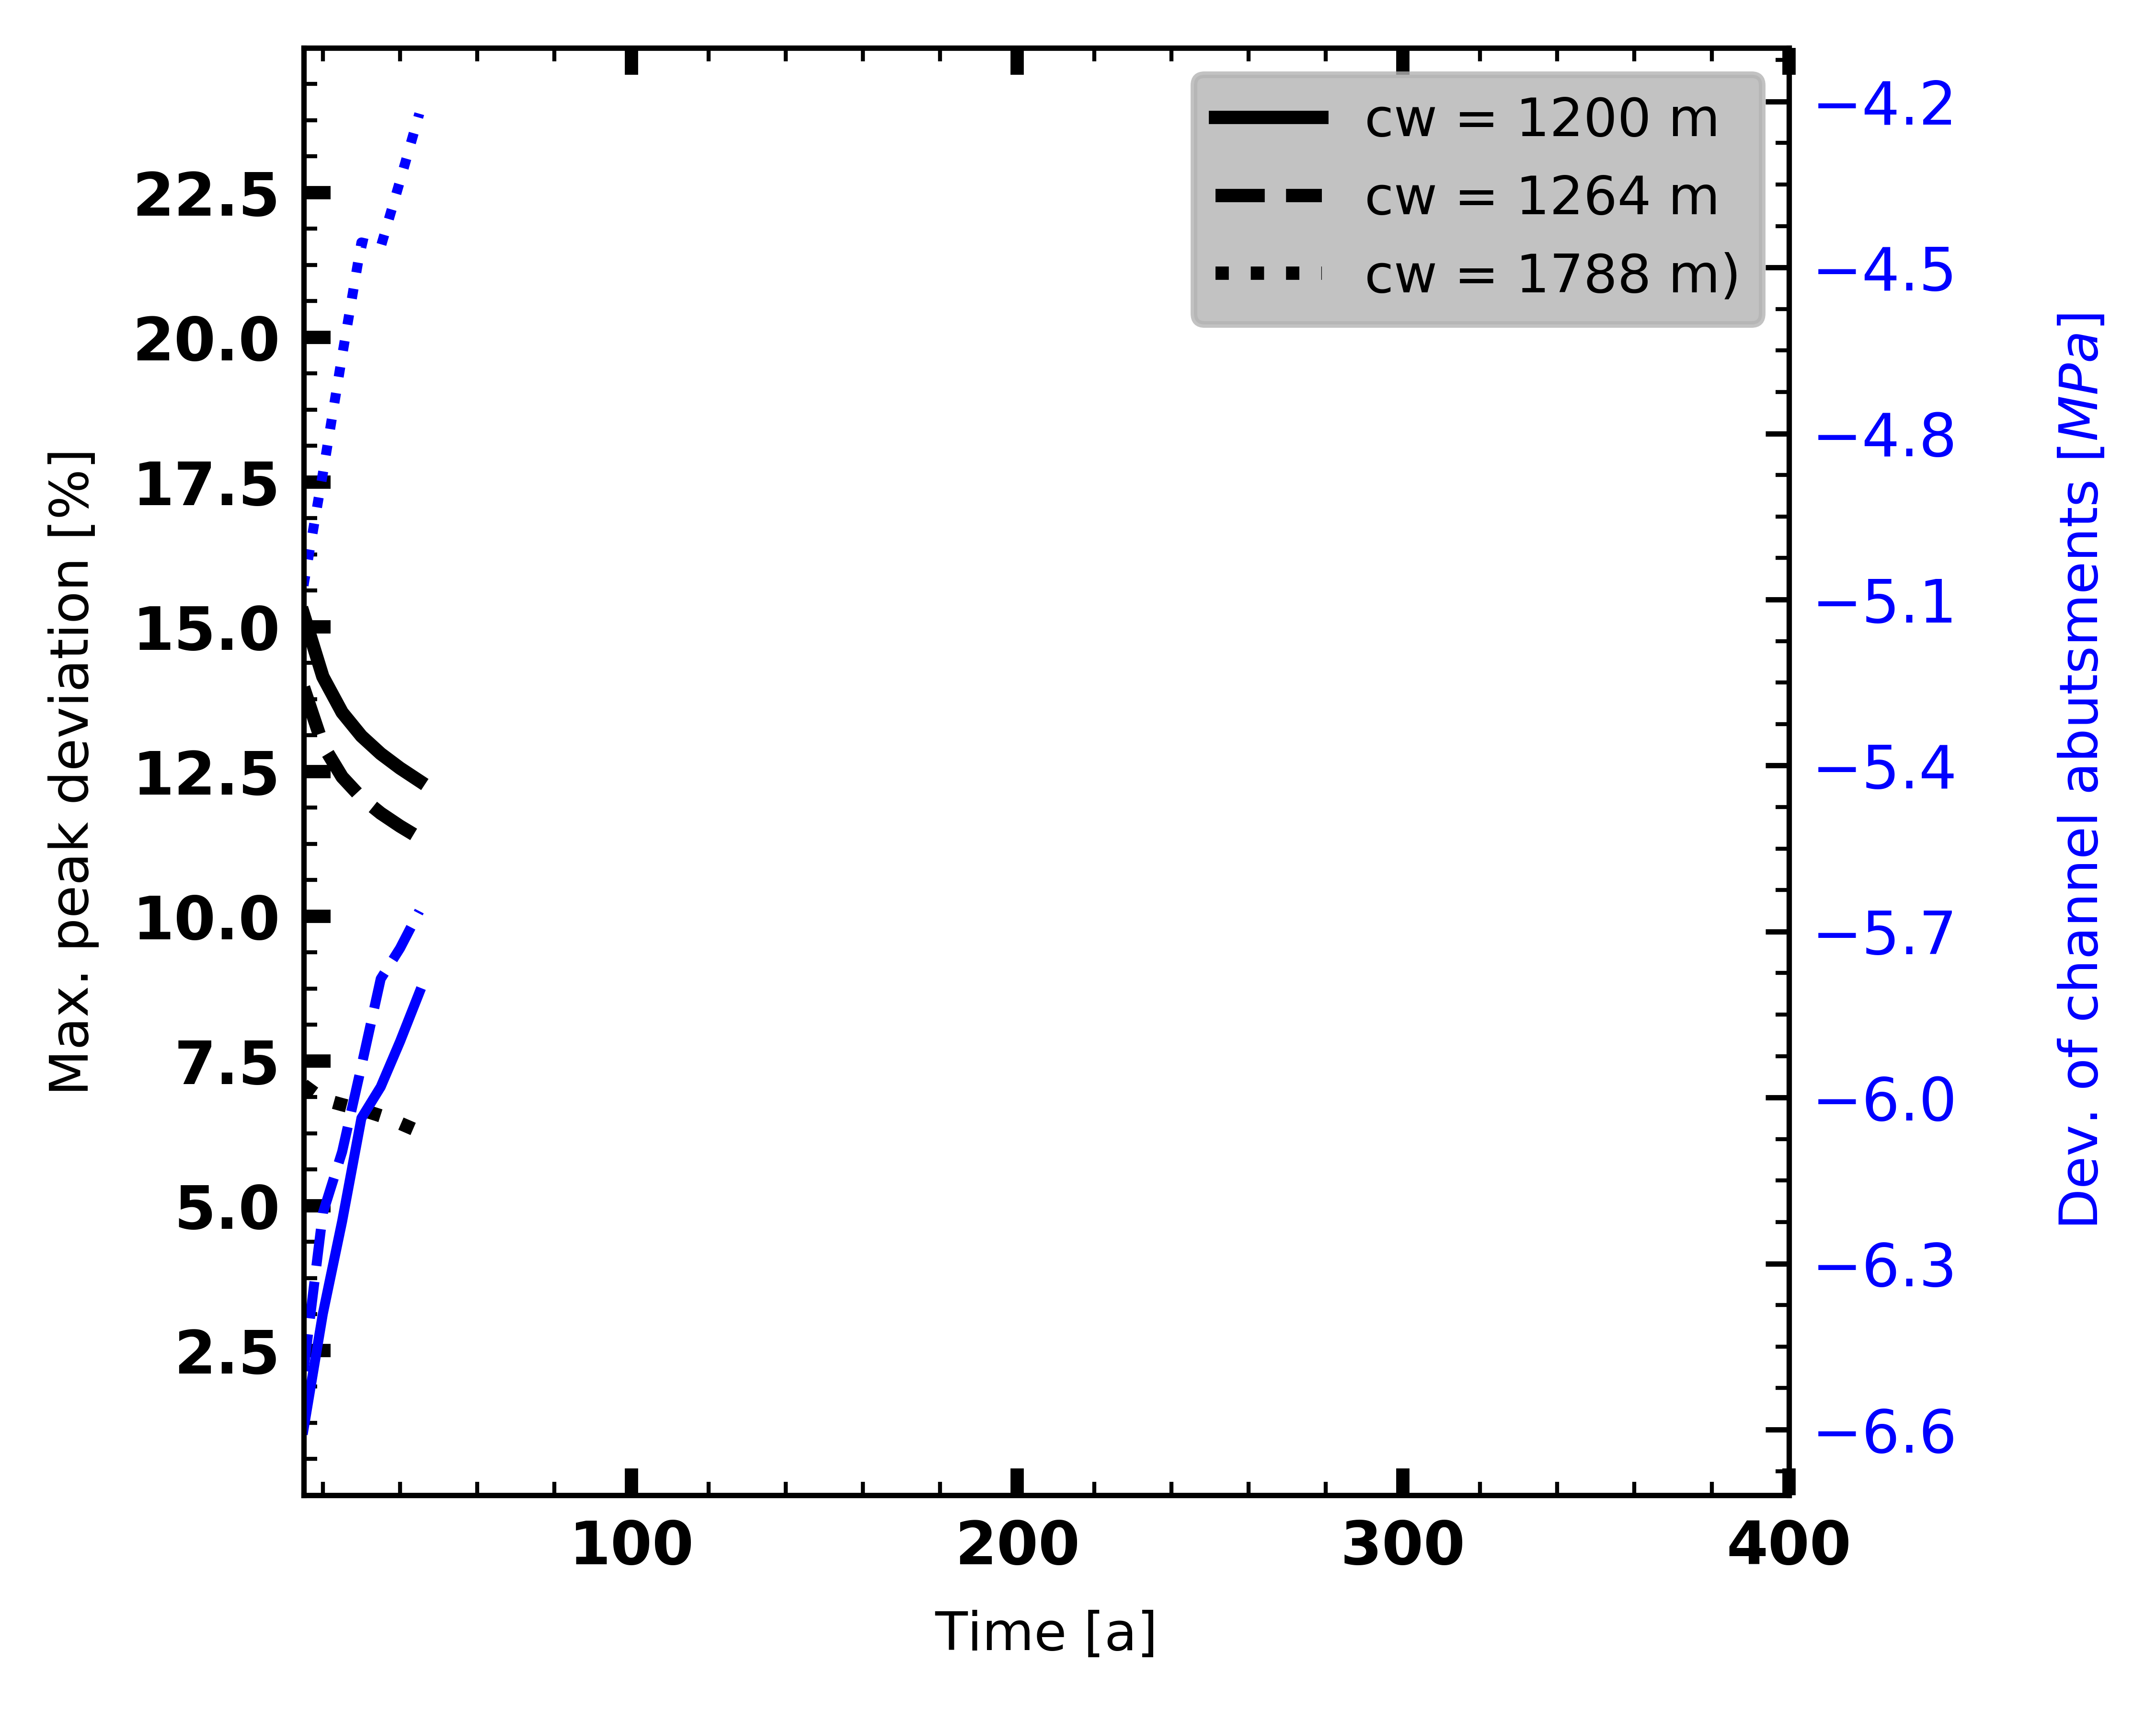 cw = 1200 m
cw = 1264 m
cw = 1788 m)
Max. peak deviation [%]
22.5
20.0
17.5
15.0
12.5
10.0
7.5
5.0
2.5
−4.2
−4.5
−4.8
−5.1
−5.4
−5.7
−6.0
−6.3
−6.6
Dev. of channel abutsments [MPa]
100 200 300 400
Time [a]